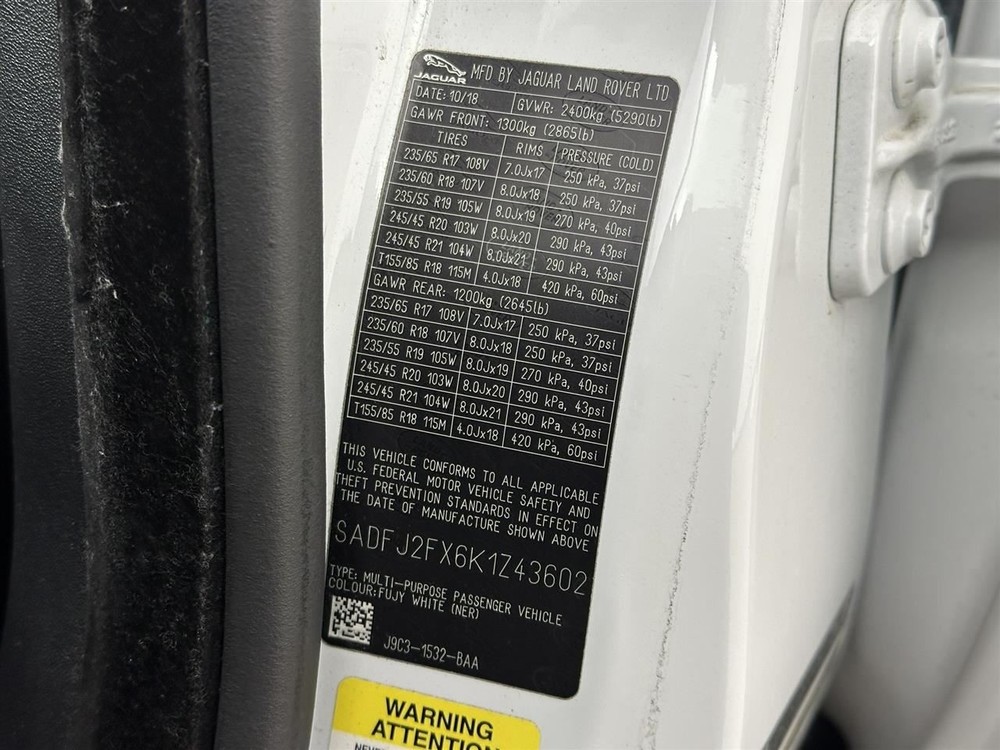 JAGUAR MFD BY JAGUAR LAND ROVER LTD
DATE: 10/18 GVWR: 2400kg (5290lb)
GAWR FRONT: 1300kg (2865lb)
TIRES RIMS PRESSURE (COLD)
235/65 R17 108V 7.0Jx17 250 kPa, 37psi
235/60 R18 107V 8.0Jx18 250 kPa, 37psi
235/55 R19 105W 8.0Jx19 270 kPa, 40psi
245/45 R20 103W 8.0Jx20 290 kPa, 43psi
245/45 R21 104W 8.0Jx21 290 kPa, 43psi
T155/85 R18 115M 4.0Jx18 420 kPa, 60psi
GAWR REAR: 1200kg (2645lb)
235/65 R17 108V 7.0Jx17 250 kPa, 37psi
235/60 R18 107V 8.0Jx18 250 kPa, 37psi
235/55 R19 105W 8.0Jx19 270 kPa, 40psi
245/45 R20 103W 8.0Jx20 290 kPa, 43psi
245/45 R21 104W 8.0Jx21 290 kPa, 43psi
T155/85 R18 115M 4.0Jx18 420 kPa, 60psi
THIS VEHICLE CONFORMS TO ALL APPLICABLE
U.S. FEDERAL MOTOR VEHICLE SAFETY AND
THEFT PREVENTION STANDARDS IN EFFECT ON
THE DATE OF MANUFACTURE SHOWN ABOVE
SADFJ2FX6K1Z43602
TYPE: MULTI-PURPOSE PASSENGER VEHICLE
COLOUR:FUJY WHITE (NER)
J9C3-1532-BAA
WARNING
ATTENTION